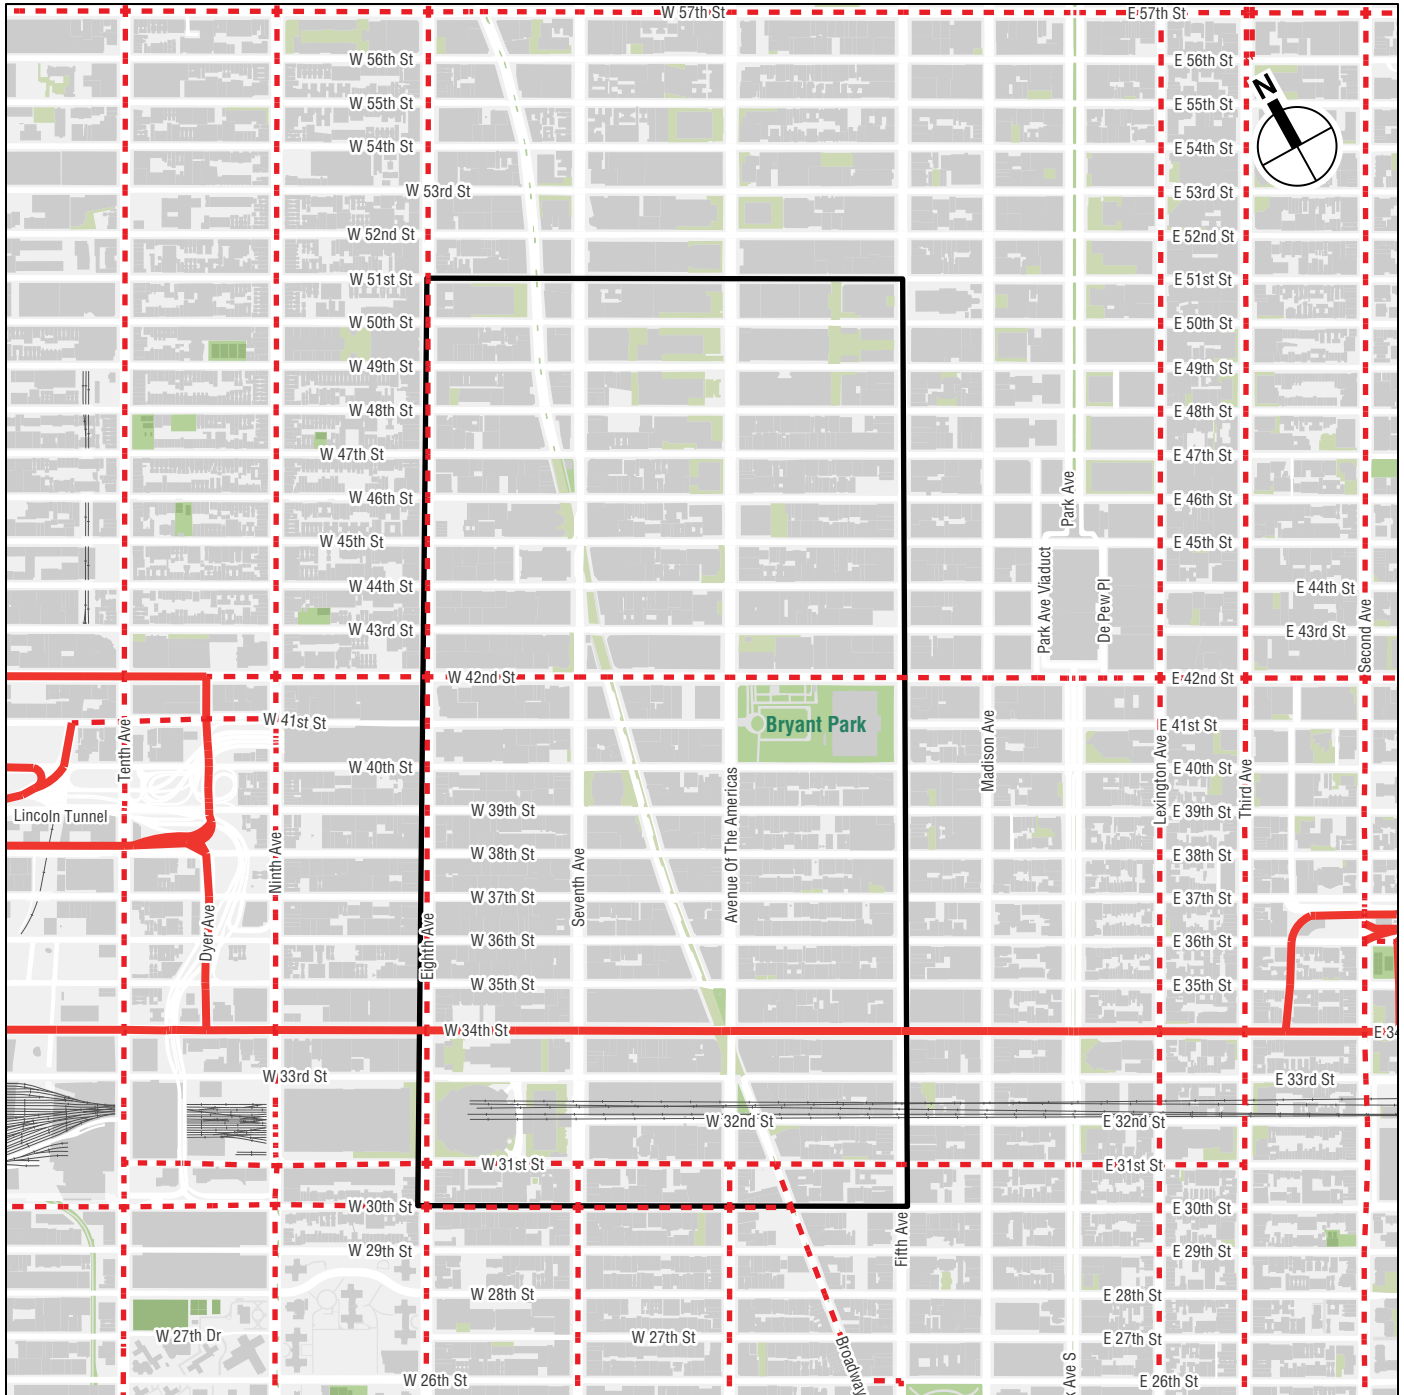 W 57th St
E 57th St
W 56th St
E 56th St
N
W 55th St
E 55th St
W 54th St
E 54th St
W 53rd St
E 53rd St
W 52nd St
E 52nd St
W 51st St
E 51st St
W 50th St
E 50th St
W 49th St
E 49th St
W 48th St
E 48th St
W 47th St
E 47th St
W 46th St
Park Ave
E 46th St
W 45th St
E 45th St
W 44th St
Park Ave Viaduct
De Pew Pl
E 44th St
W 43rd St
E 43rd St
Second Ave
W 42nd St
E 42nd St
W 41st St
Bryant Park
E 41st St
Tenth Ave
Madison Ave
Lexington Ave
Third Ave
W 40th St
E 40th St
Lincoln Tunnel
W 39th St
Avenue Of The Americas
E 39th St
Ninth Ave
W 38th St
E 38th St
Seventh Ave
W 37th St
E 37th St
Dyer Ave
Eighth Ave
W 36th St
E 36th St
W 35th St
E 35th St
W 34th St
E 34
W 33rd St
E 33rd St
W 32nd St
E 32nd St
W 31st St
E 31st St
W 30th St
E 30th St
Fifth Ave
W 29th St
E 29th St
W 28th St
E 28th St
W 27th Dr
W 27th St
E 27th St
Broadway
k Ave S
W 26th St
E 26th St